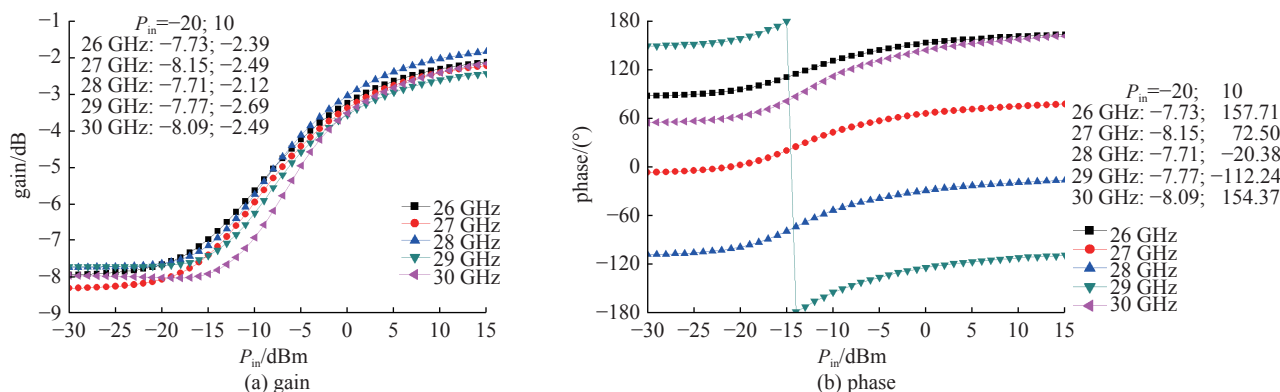 P_in=−20; 10
26 GHz: −7.73; −2.39
27 GHz: −8.15; −2.49
28 GHz: −7.71; −2.12
29 GHz: −7.77; −2.69
30 GHz: −8.09; −2.49
−1
−2
−3
−4
−5
−6
−7
−8
−9
gain/dB
26 GHz
27 GHz
28 GHz
29 GHz
30 GHz
−30 −25 −20 −15 −10 −5 0 5 10 15
P_in/dBm
(a) gain
180
120
60
0
−60
−120
−180
phase/(°)
P_in=−20; 10
26 GHz: −7.73; 157.71
27 GHz: −8.15; 72.50
28 GHz: −7.71; −20.38
29 GHz: −7.77; −112.24
30 GHz: −8.09; 154.37
26 GHz
27 GHz
28 GHz
29 GHz
30 GHz
−30 −25 −20 −15 −10 −5 0 5 10 15
P_in/dBm
(b) phase